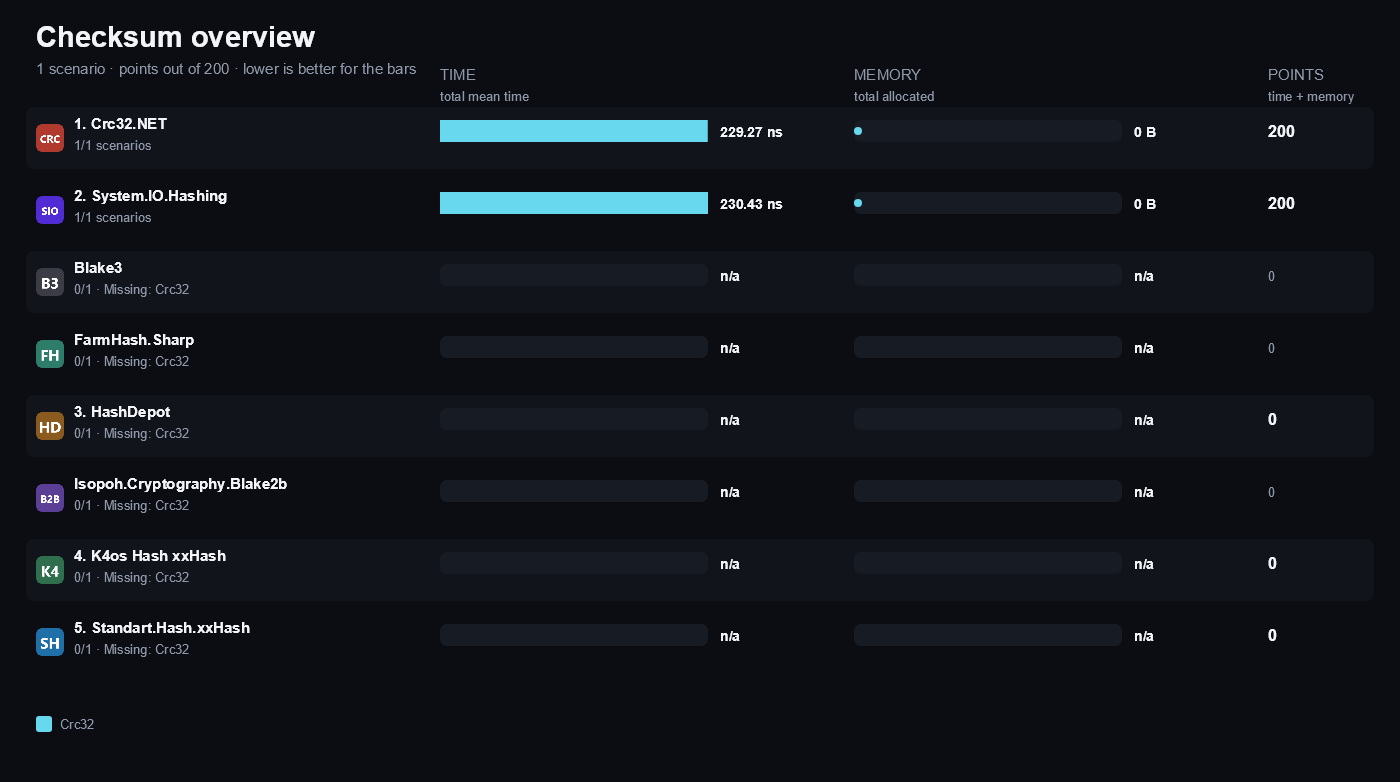 Checksum overview
1 scenario · points out of 200 · lower is better for the bars
TIME
total mean time
MEMORY
total allocated
POINTS
time + memory
CRC
1. Crc32.NET
1/1 scenarios
229.27 ns
0 B
200
SIO
2. System.IO.Hashing
1/1 scenarios
230.43 ns
0 B
200
B3
Blake3
0/1 · Missing: Crc32
n/a
n/a
0
FH
FarmHash.Sharp
0/1 · Missing: Crc32
n/a
n/a
0
HD
3. HashDepot
0/1 · Missing: Crc32
n/a
n/a
0
B2B
Isopoh.Cryptography.Blake2b
0/1 · Missing: Crc32
n/a
n/a
0
K4
4. K4os Hash xxHash
0/1 · Missing: Crc32
n/a
n/a
0
SH
5. Standart.Hash.xxHash
0/1 · Missing: Crc32
n/a
n/a
0
Crc32